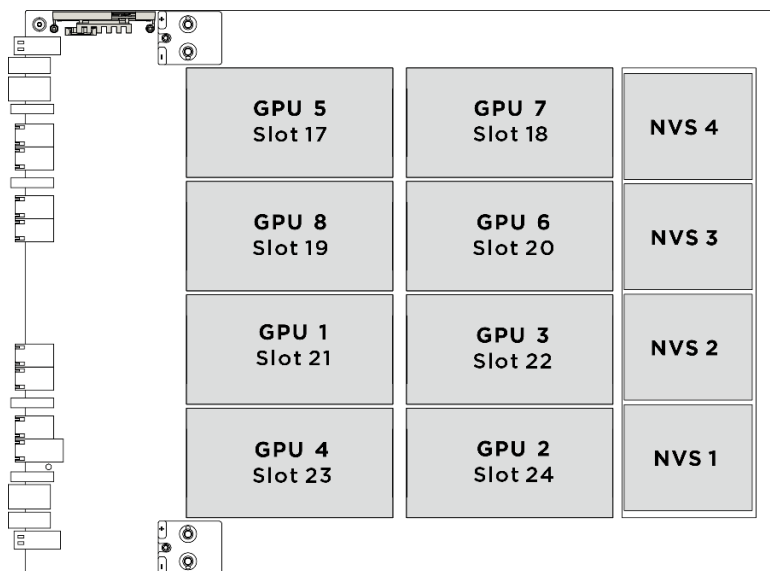 GPU 5
Slot 17
GPU 7
Slot 18
NVS 4
GPU 8
Slot 19
GPU 6
Slot 20
NVS 3
GPU 1
Slot 21
GPU 3
Slot 22
NVS 2
GPU 4
Slot 23
GPU 2
Slot 24
NVS 1